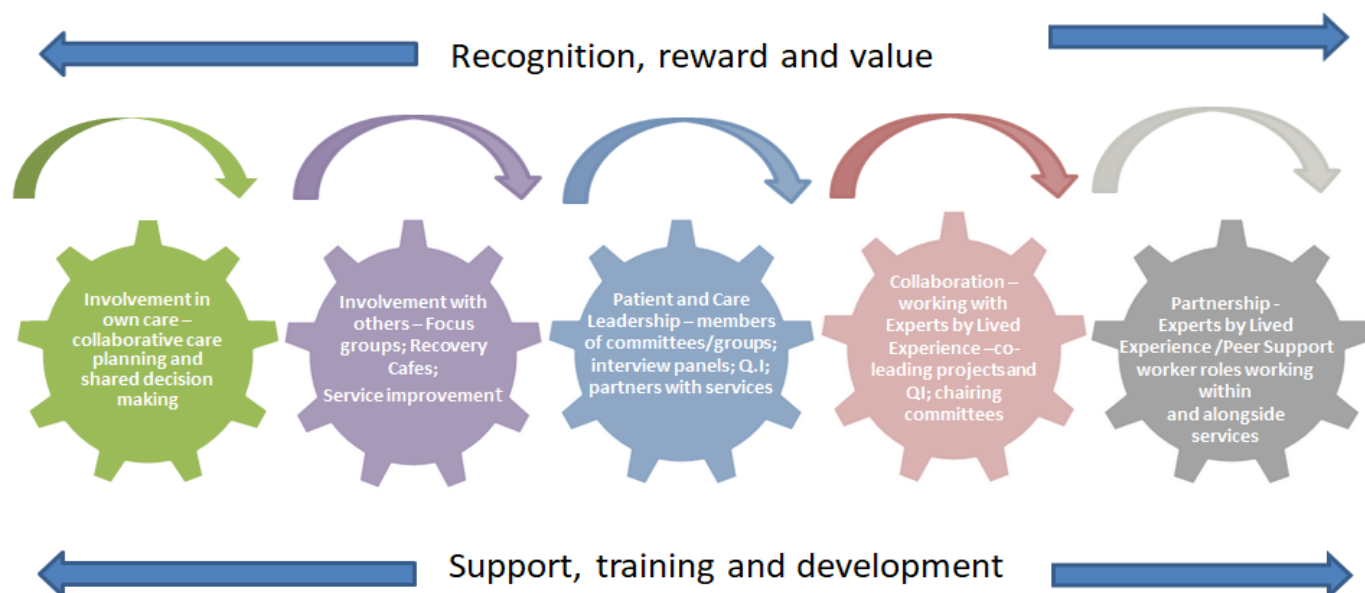 Recognition, reward and value
Involvement in
own care –
collaborative care
planning and
shared decision
making
Involvement with
others – Focus
groups; Recovery
Cafes;
Service improvement
Patient and Care
Leadership – members
of committees/groups;
interview panels; Q.I;
partners with services
Collaboration –
working with
Experts by Lived
Experience –co-
leading projects and
QI; chairing
committees
Partnership -
Experts by Lived
Experience /Peer Support
worker roles working
within
and alongside
services
Support, training and development